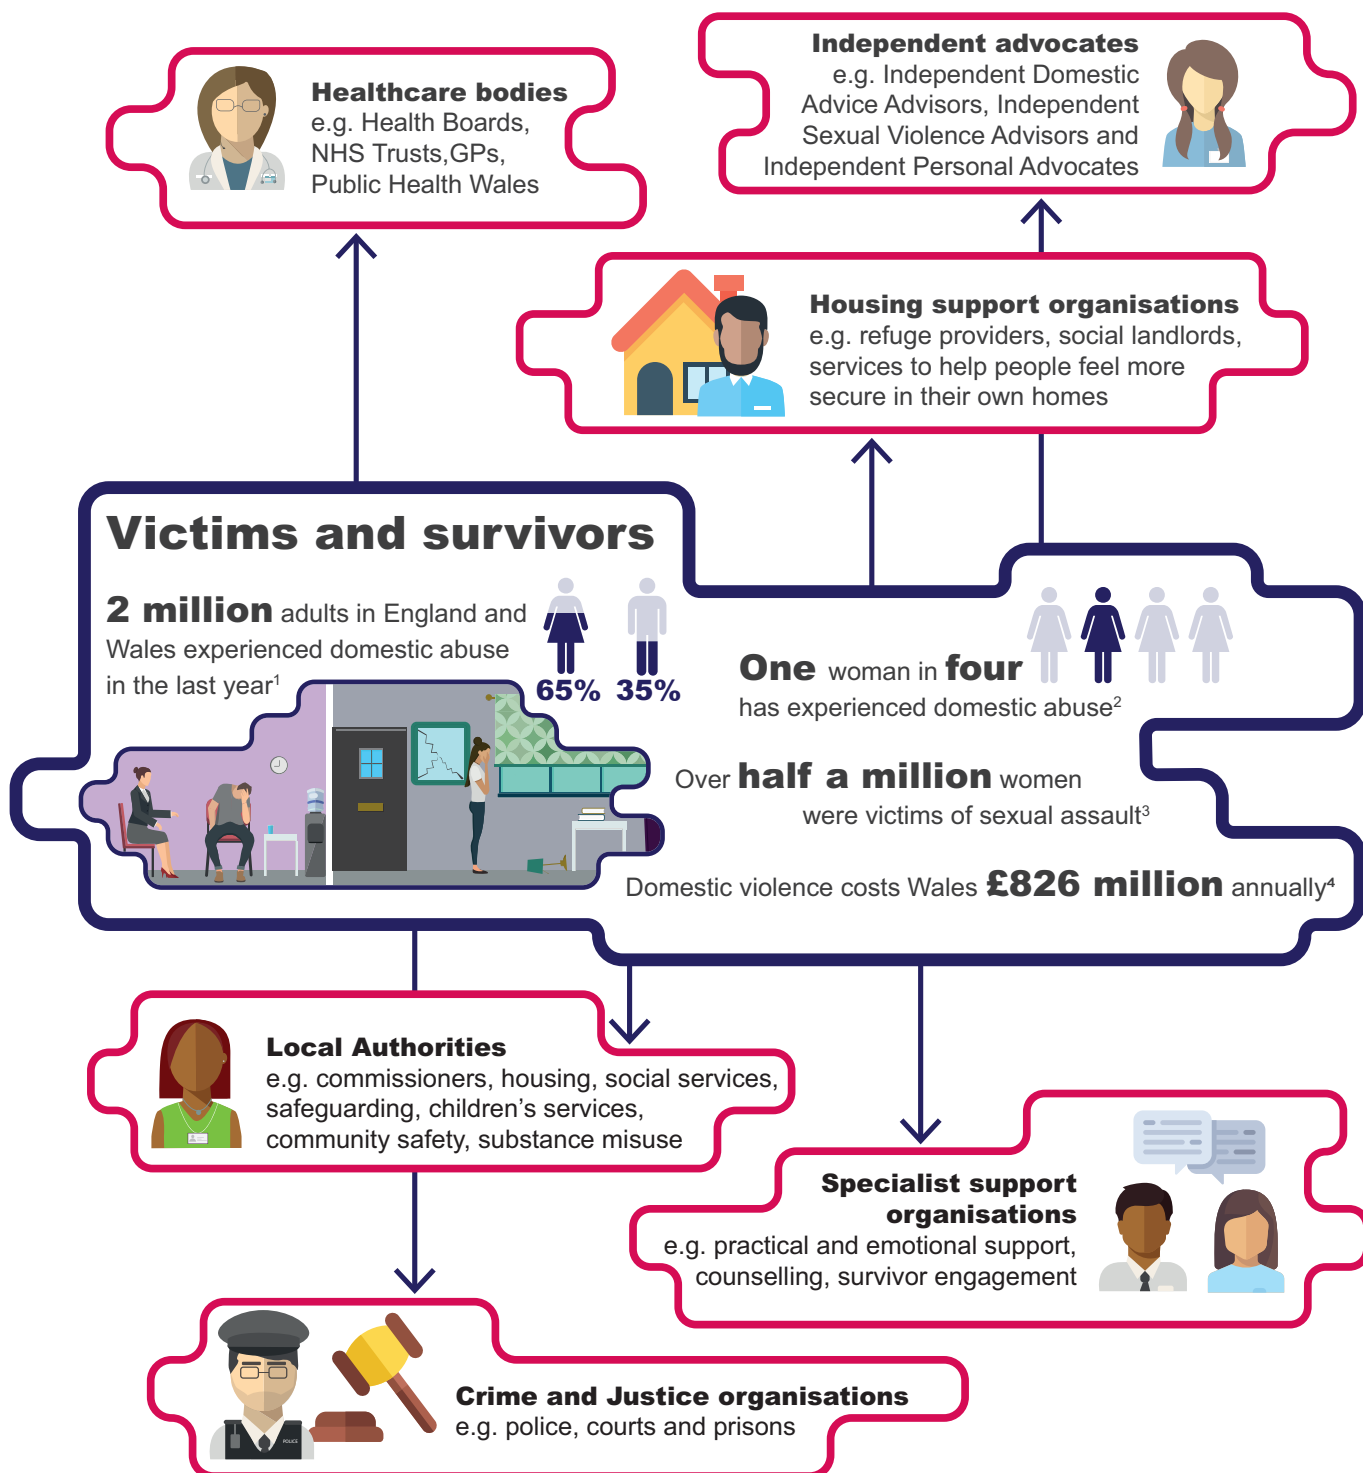 Healthcare bodies
e.g. Health Boards,
NHS Trusts,GPs,
Public Health Wales
Independent advocates
e.g. Independent Domestic
Advice Advisors, Independent
Sexual Violence Advisors and
Independent Personal Advocates
Housing support organisations
e.g. refuge providers, social landlords,
services to help people feel more
secure in their own homes
Victims and survivors
2 million adults in England and
Wales experienced domestic abuse
in the last year¹
65% 35%
One woman in four
has experienced domestic abuse²
Over half a million women
were victims of sexual assault³
Domestic violence costs Wales £826 million annually⁴
Local Authorities
e.g. commissioners, housing, social services,
safeguarding, children’s services,
community safety, substance misuse
Specialist support
organisations
e.g. practical and emotional support,
counselling, survivor engagement
POLICE
Crime and Justice organisations
e.g. police, courts and prisons